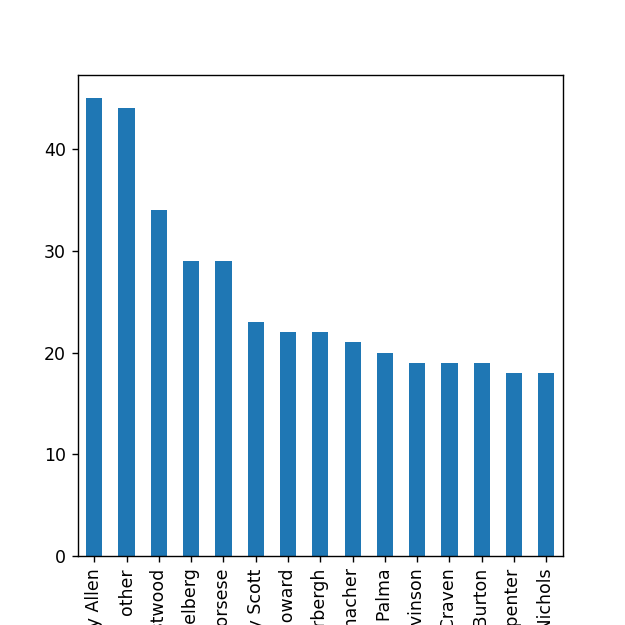 40
30
20
10
0
y Allen
other
twood
elberg
orsese
y Scott
oward
rbergh
macher
Palma
vinson
Craven
Burton
penter
Nichols